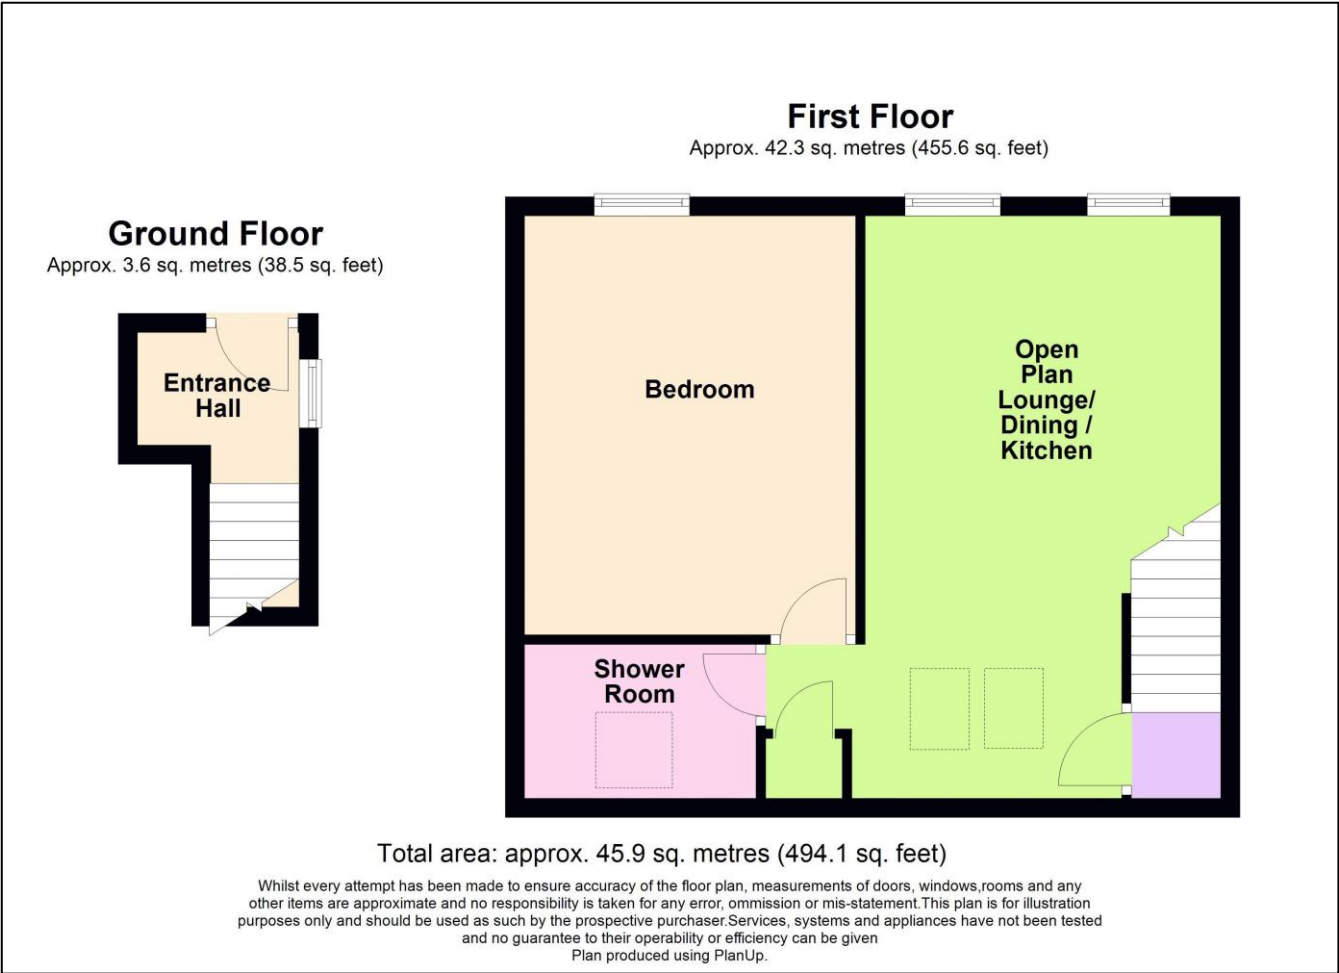 First Floor
Approx. 42.3 sq. metres (455.6 sq. feet)
Ground Floor
Approx. 3.6 sq. metres (38.5 sq. feet)
Entrance
Hall
Bedroom
Open
Plan
Lounge/
Dining /
Kitchen
Shower
Room
Total area: approx. 45.9 sq. metres (494.1 sq. feet)
Whilst every attempt has been made to ensure accuracy of the floor plan, measurements of doors, windows,rooms and any
other items are approximate and no responsibility is taken for any error, ommission or mis-statement.This plan is for illustration
purposes only and should be used as such by the prospective purchaser.Services, systems and appliances have not been tested
and no guarantee to their operability or efficiency can be given
Plan produced using PlanUp.